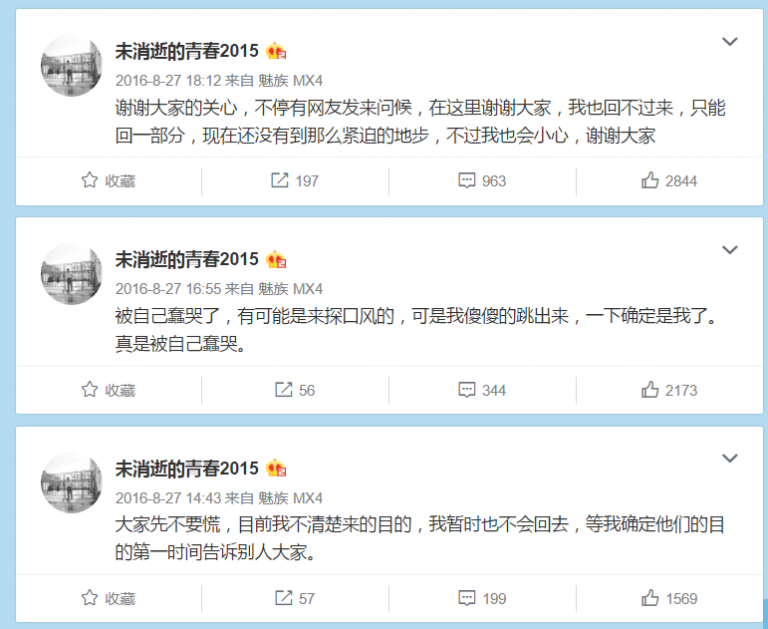 未消逝的青春2015
2016-8-27 18:12 来自 魅族 MX4
谢谢大家的关心，不停有网友发来问候，在这里谢谢大家，我也回不过来，只能
回一部分，现在还没有到那么紧迫的地步，不过我也会小心，谢谢大家
收藏 197 963 2844
未消逝的青春2015
2016-8-27 16:55 来自 魅族 MX4
被自己蠢哭了，有可能是来探口风的，可是我傻傻的跳出来，一下确定是我了。
真是被自己蠢哭。
收藏 56 344 2173
未消逝的青春2015
2016-8-27 14:43 来自 魅族 MX4
大家先不要慌，目前我不清楚来的目的，我暂时也不会回去，等我确定他们的目
的第一时间告诉别人大家。
收藏 57 199 1569